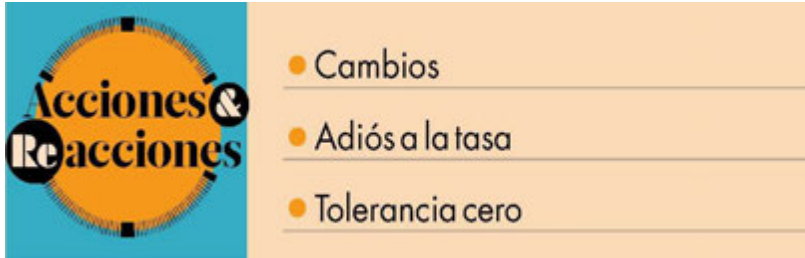 Acciones&
Reacciones
Cambios
Adiós a la tasa
Tolerancia cero